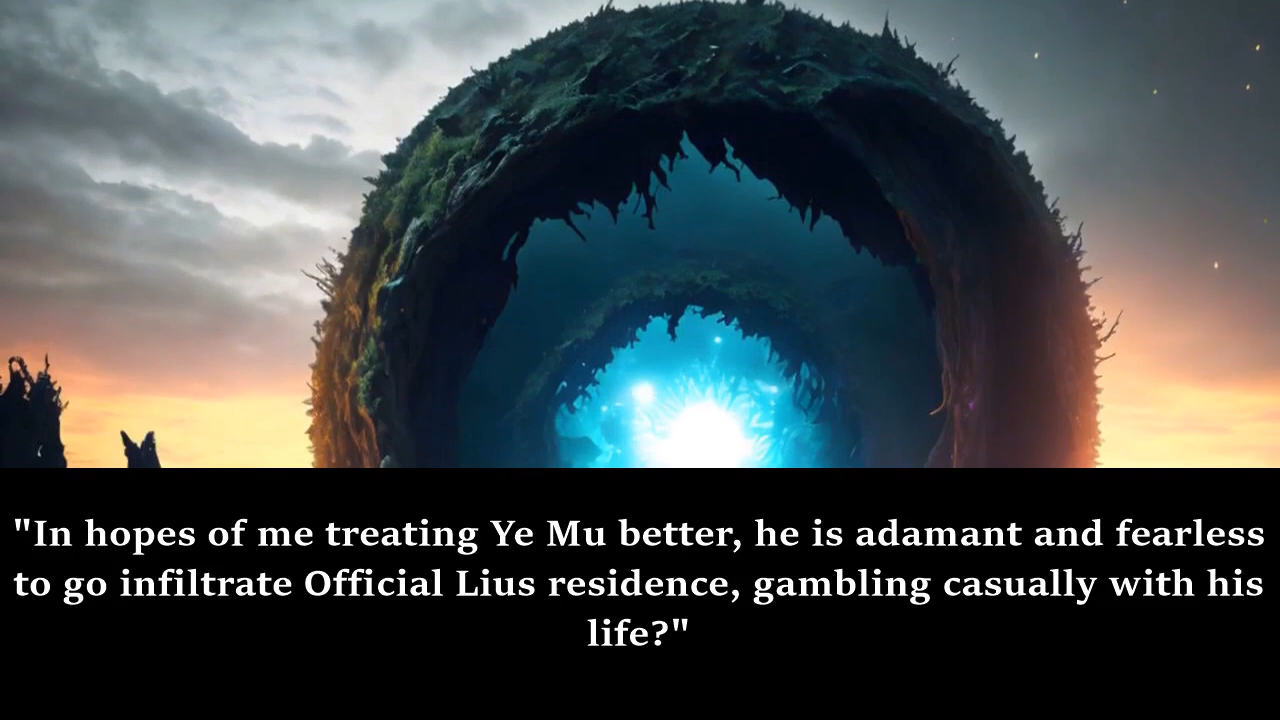 "In hopes of me treating Ye Mu better, he is adamant and fearless
to go infiltrate Official Lius residence, gambling casually with his
life?"